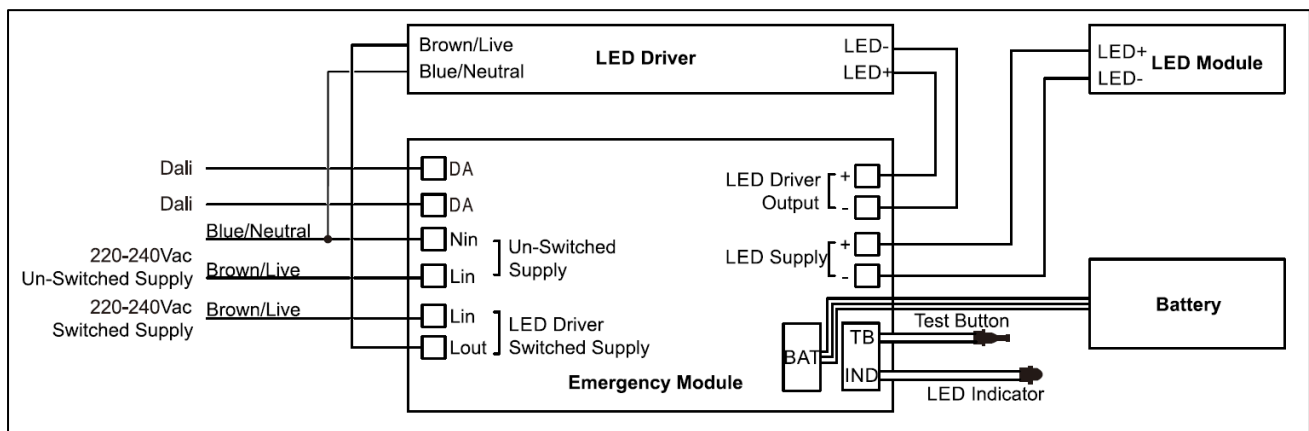 Brown/Live
Blue/Neutral
LED Driver
LED-
LED+
LED+
LED-
LED Module
Dali
DA
Dali
DA
Blue/Neutral
Nin
220-240Vac
Un-Switched Supply
Brown/Live
Lin
Un-Switched
Supply
220-240Vac
Switched Supply
Brown/Live
Lin
Lout
LED Driver
Switched Supply
LED Driver
Output
+
-
LED Supply
+
-
Emergency Module
BAT
TB
IND
Test Button
LED Indicator
Battery